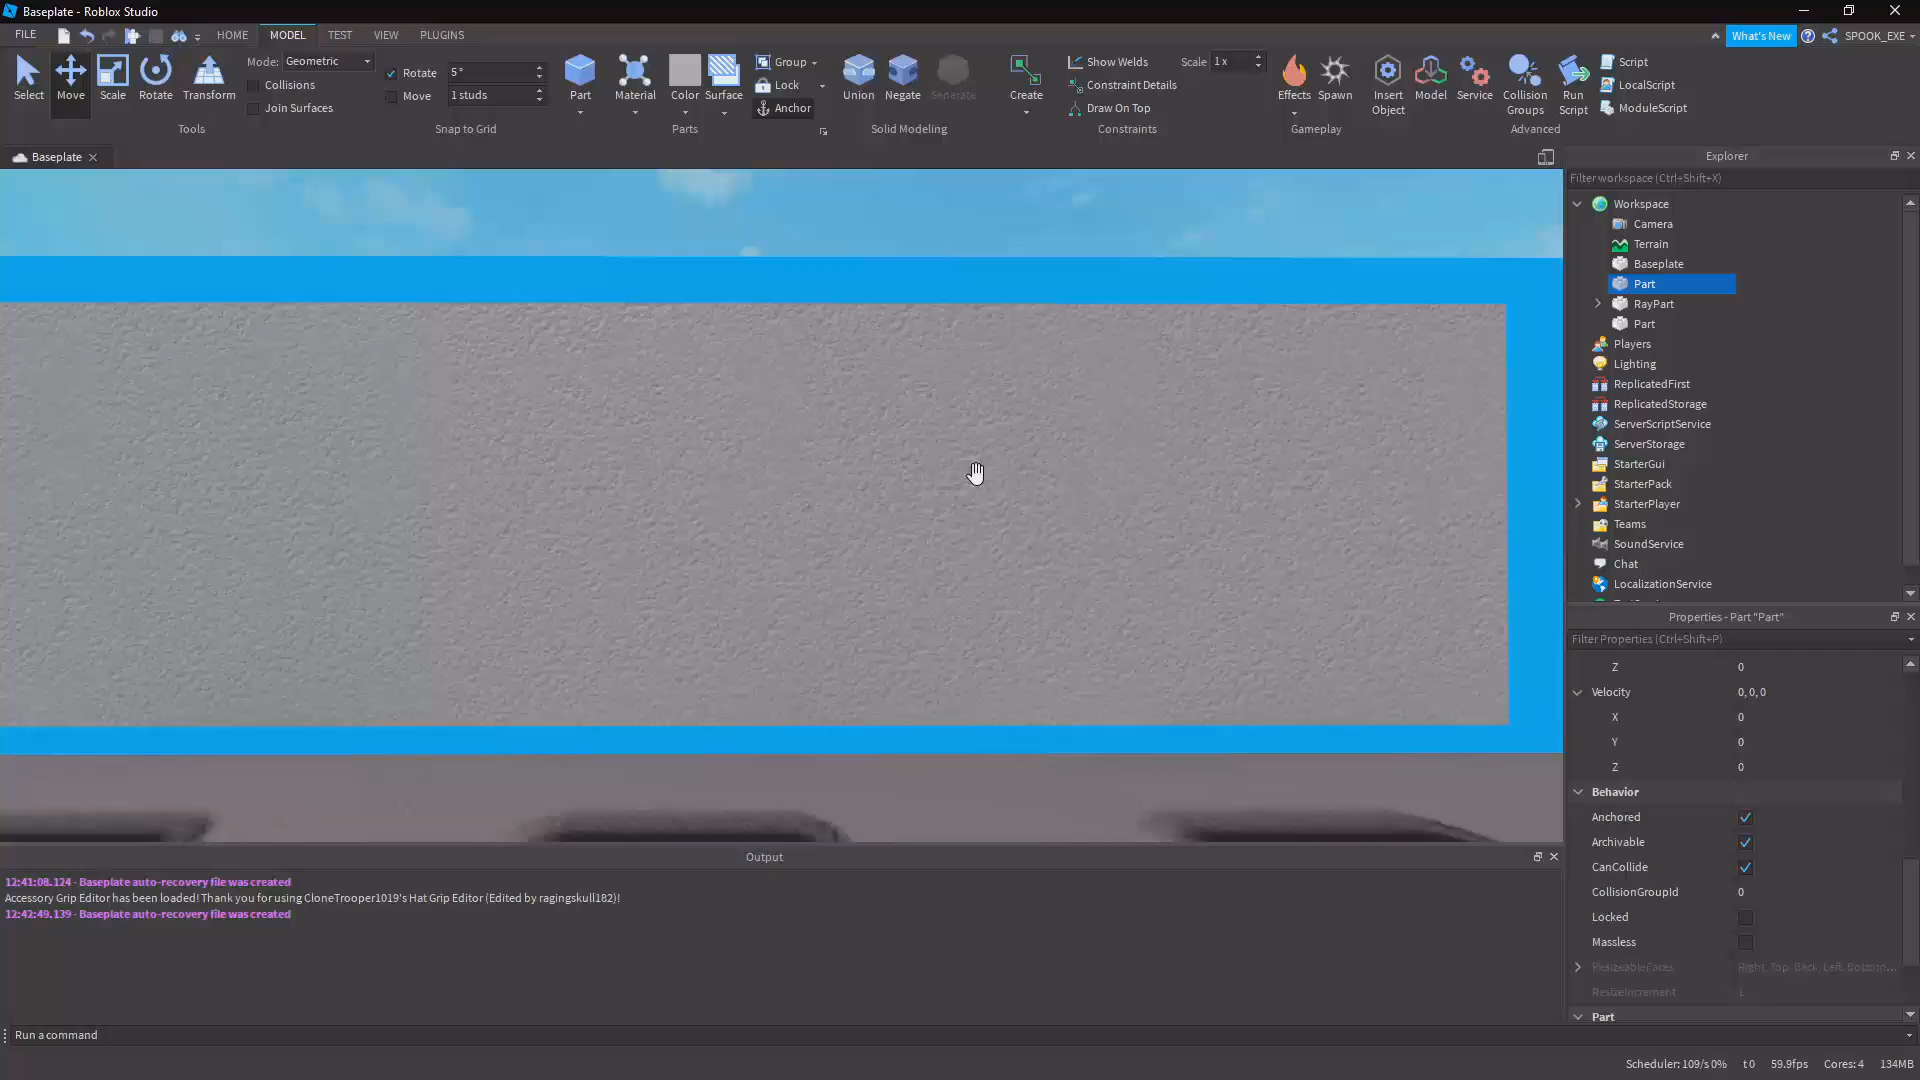 Baseplate - Roblox Studio
FILE
HOME
MODEL
TEST
VIEW
PLUGINS
What's New
SPOOK_EXE
Select
Move
Scale
Rotate
Transform
Mode:
Geometric
Collisions
Join Surfaces
Tools
Rotate
5°
Move
1 studs
Snap to Grid
Part
Material
Color
Surface
Group
Lock
Anchor
Parts
Union
Negate
Separate
Solid Modeling
Create
Show Welds
Constraint Details
Draw On Top
Scale
1 x
Constraints
Effects
Spawn
Gameplay
Insert
Object
Model
Service
Collision
Groups
Run
Script
Script
LocalScript
ModuleScript
Advanced
Baseplate
Explorer
Filter workspace (Ctrl+Shift+X)
Workspace
Camera
Terrain
Baseplate
Part
RayPart
Part
Players
Lighting
ReplicatedFirst
ReplicatedStorage
ServerScriptService
ServerStorage
StarterGui
StarterPack
StarterPlayer
Teams
SoundService
Chat
LocalizationService
Properties - Part "Part"
Filter Properties (Ctrl+Shift+P)
Z 0
Velocity 0, 0, 0
X 0
Y 0
Z 0
Behavior
Anchored
Archivable
CanCollide
CollisionGroupId 0
Locked
Massless
ResizeableFaces Right, Top, Back, Left, Bottom...
ResizeIncrement 1
Part
Output
12:41:08.124 - Baseplate auto-recovery file was created
Accessory Grip Editor has been loaded! Thank you for using CloneTrooper1019's Hat Grip Editor (Edited by ragingskull182)!
12:42:49.139 - Baseplate auto-recovery file was created
Run a command
Scheduler: 109/s 0% t 0 59.9fps Cores: 4 134MB